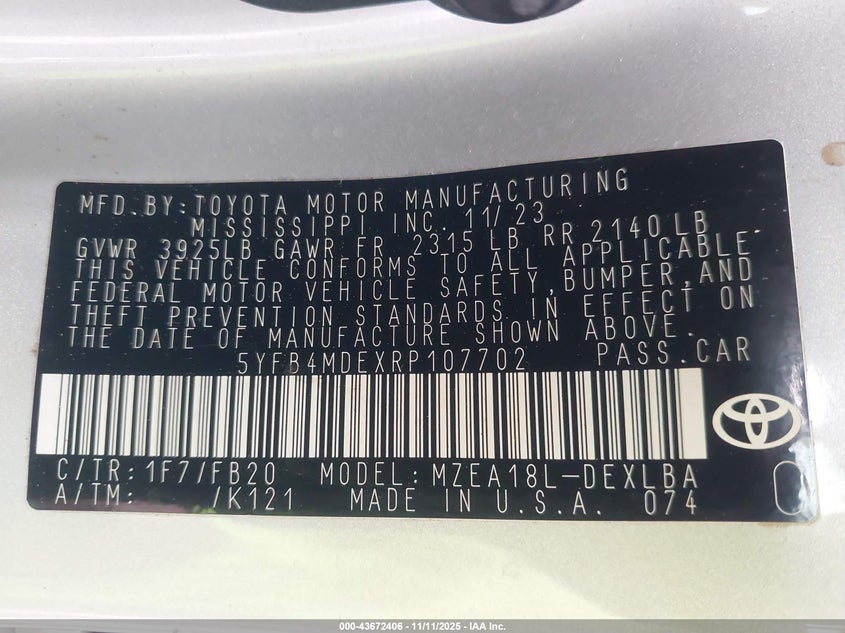 MFD. BY: TOYOTA MOTOR MANUFACTURING
MISSISSIPPI INC. 11/23
GVWR 3925LB GAWR FR 2315 LB RR 2140 LB
THIS VEHICLE CONFORMS TO ALL APPLICABLE
FEDERAL MOTOR VEHICLE SAFETY, BUMPER, AND
THEFT PREVENTION STANDARDS IN EFFECT ON
THE DATE OF MANUFACTURE SHOWN ABOVE.
5YFB4MDEXRP107702 PASS. CAR
C/TR: 1F7/FB20 MODEL: MZEA18L-DEXLBA
A/TM: /K121 MADE IN U.S.A. 074
000-43672406 - 11/11/2025 - IAA Inc.